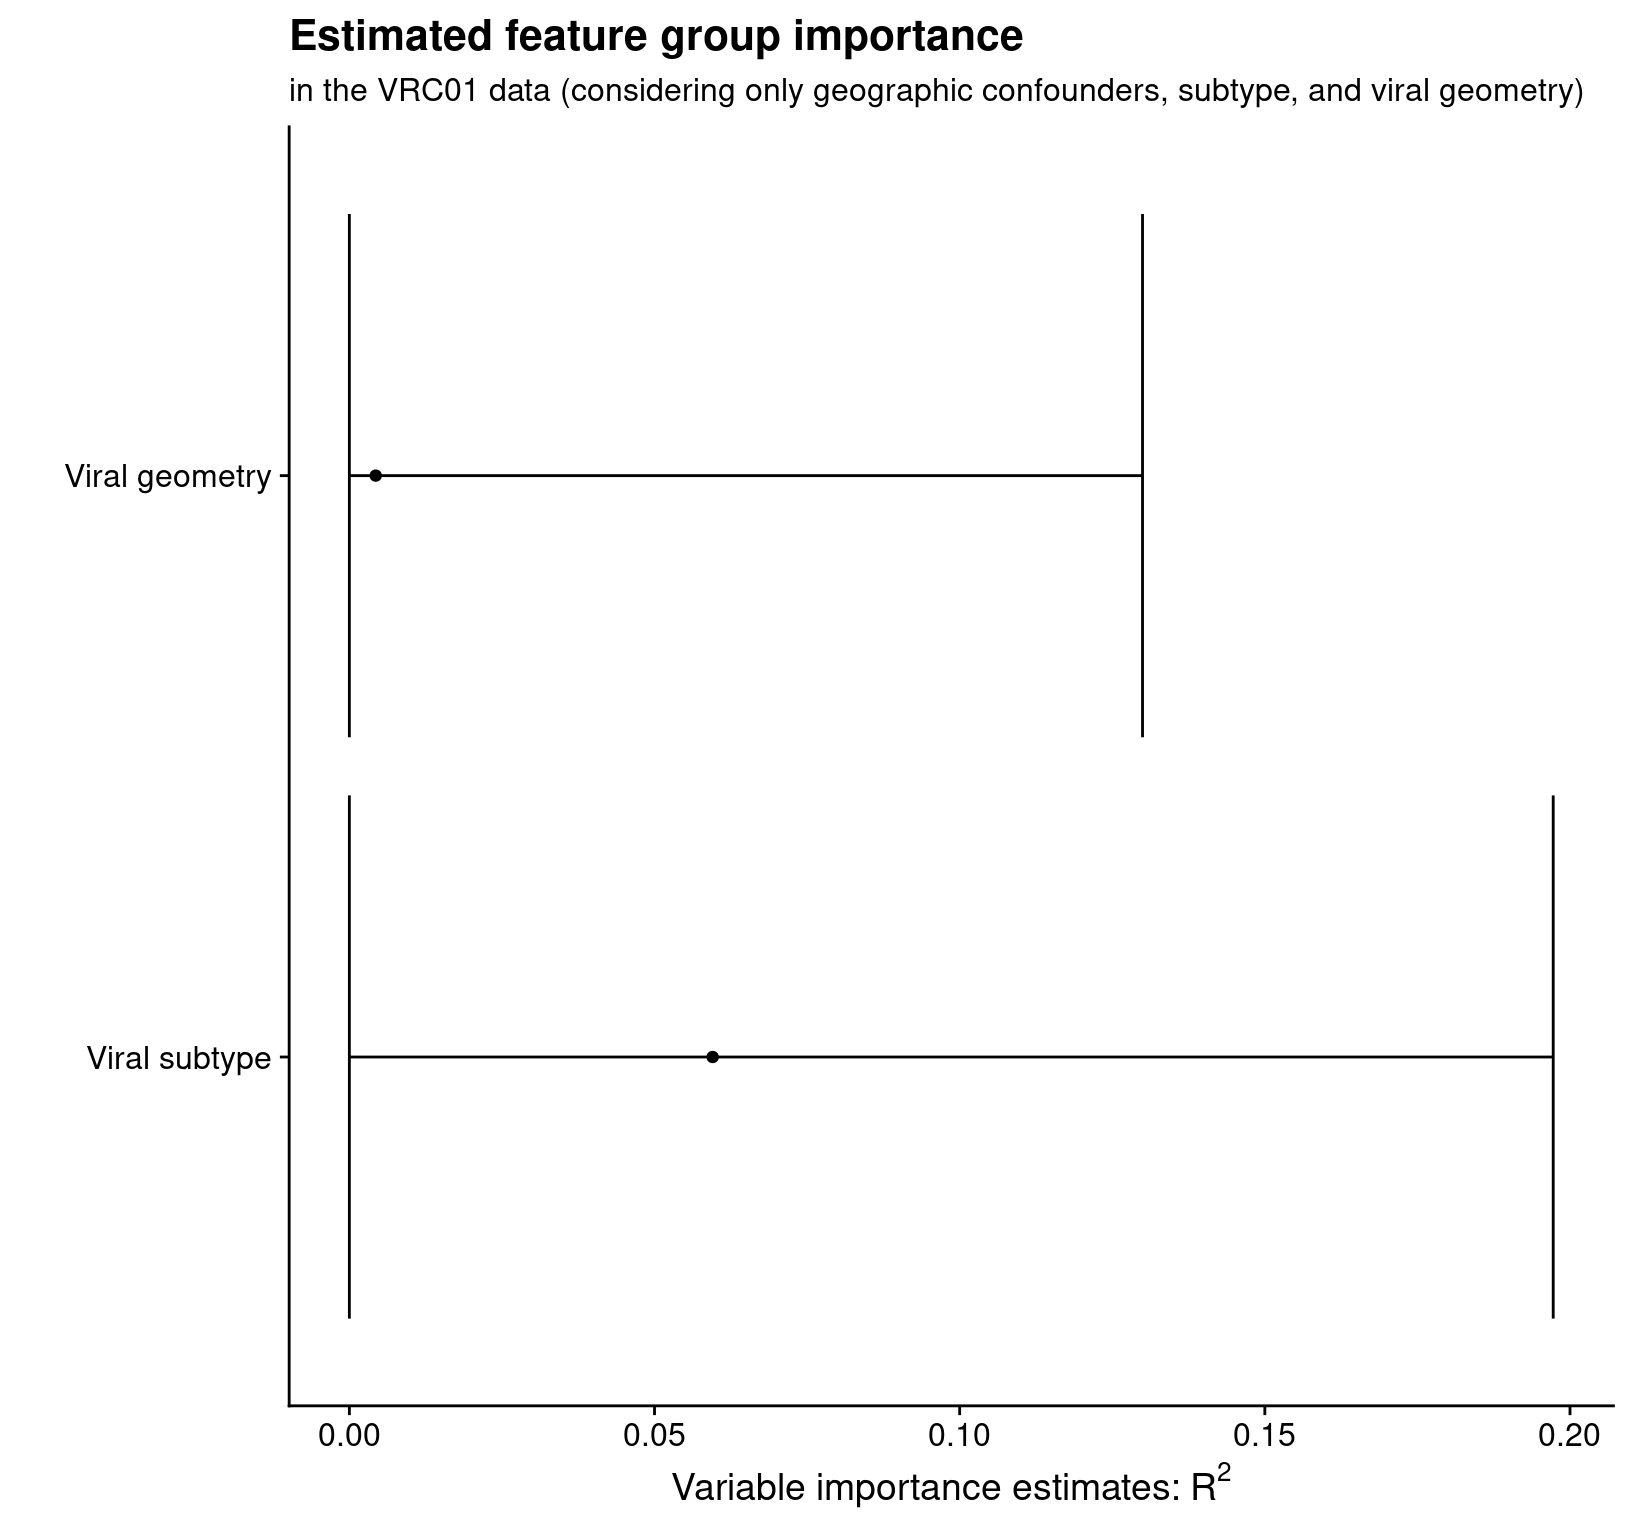 Estimated feature group importance
in the VRC01 data (considering only geographic confounders, subtype, and viral geometry)
Viral geometry
Viral subtype
0.00 0.05 0.10 0.15 0.20
Variable importance estimates: R²